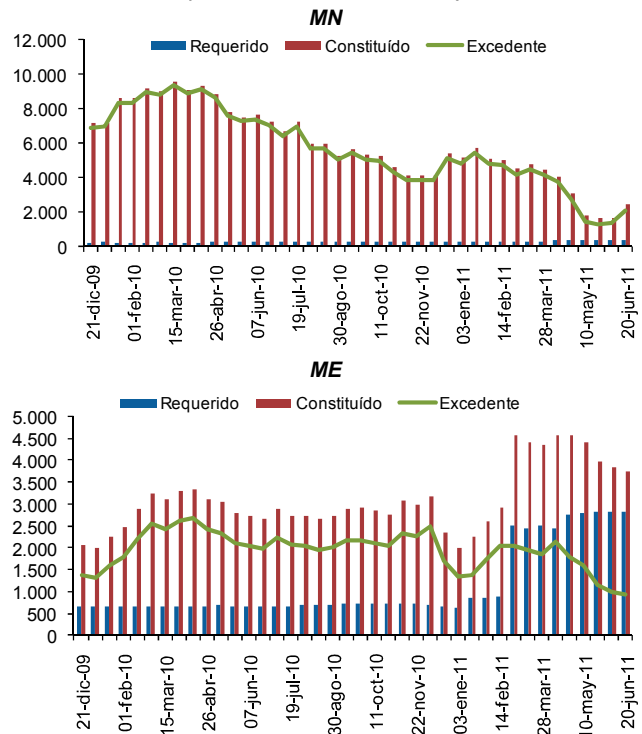 MN
Requerido Constituído Excedente
12.000
10.000
8.000
6.000
4.000
2.000
0
21-dic-09
01-feb-10
15-mar-10
26-abr-10
07-jun-10
19-jul-10
30-ago-10
11-oct-10
22-nov-10
03-ene-11
14-feb-11
28-mar-11
10-may-11
20-jun-11
ME
Requerido Constituído Excedente
5.000
4.500
4.000
3.500
3.000
2.500
2.000
1.500
1.000
500
0
21-dic-09
01-feb-10
15-mar-10
26-abr-10
07-jun-10
19-jul-10
30-ago-10
11-oct-10
22-nov-10
03-ene-11
14-feb-11
28-mar-11
10-may-11
20-jun-11